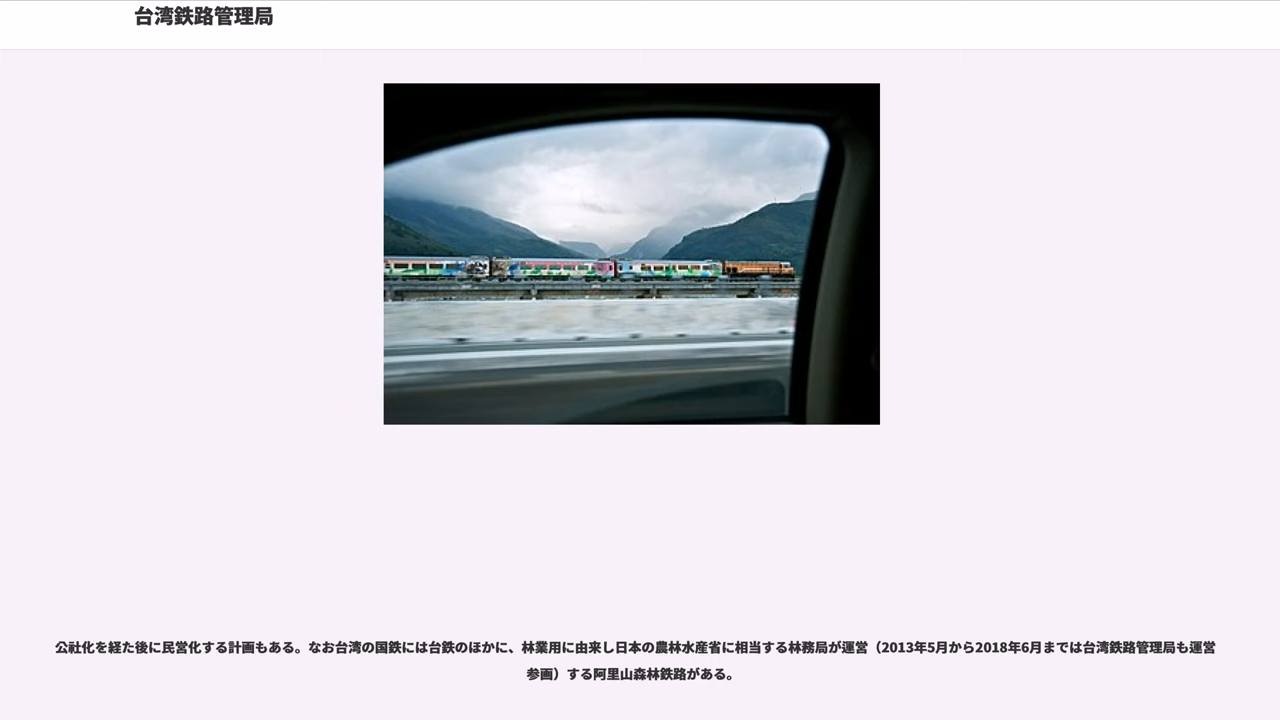 台湾鉄路管理局
公社化を経た後に民営化する計画もある。なお台湾の国鉄には台鉄のほかに、林業用に由来し日本の農林水産省に相当する林務局が運営（2013年5月から2018年6月までは台湾鉄路管理局も運営
参画）する阿里山森林鉄路がある。